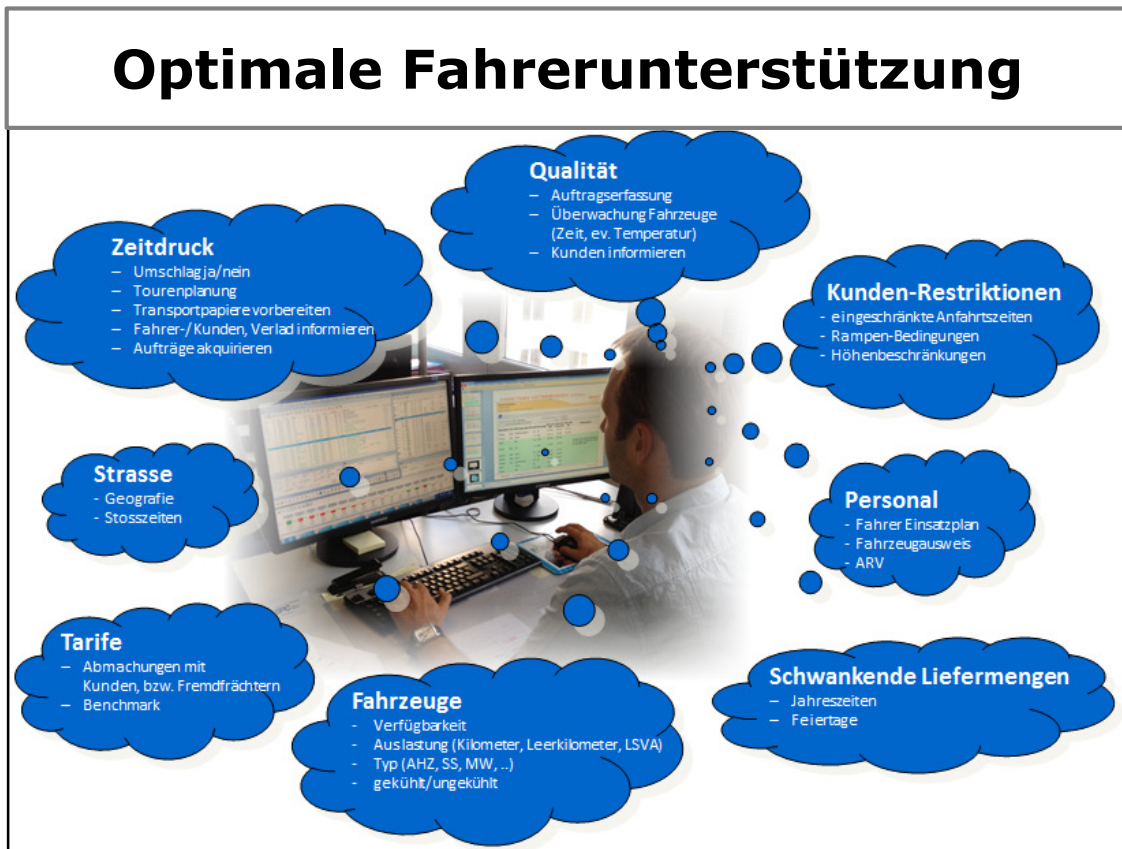 Optimale Fahrerunterstützung
Qualität
– Auftragserfassung
– Überwachung Fahrzeuge
(Zeit, ev. Temperatur)
– Kunden informieren
Zeitdruck
– Umschlag ja/nein
– Tourenplanung
– Transportpapiere vorbereiten
– Fahrer-/ Kunden, Verlad informieren
– Aufträge akquirieren
Kunden-Restriktionen
- eingeschränkte Anfahrtszeiten
- Rampen-Bedingungen
- Höhenbeschränkungen
Strasse
- Geografie
- Stosszeiten
Personal
- Fahrer Einsatzplan
- Fahrzeugausweis
- ARV
Tarife
– Abmachungen mit
Kunden, bzw. Fremdfrächtern
– Benchmark
Fahrzeuge
- Verfügbarkeit
- Auslastung (Kilometer, Leerkilometer, LSVA)
- Typ (AHZ, SS, MW, ..)
- gekühlt/ungekühlt
Schwankende Liefermengen
– Jahreszeiten
– Feiertage